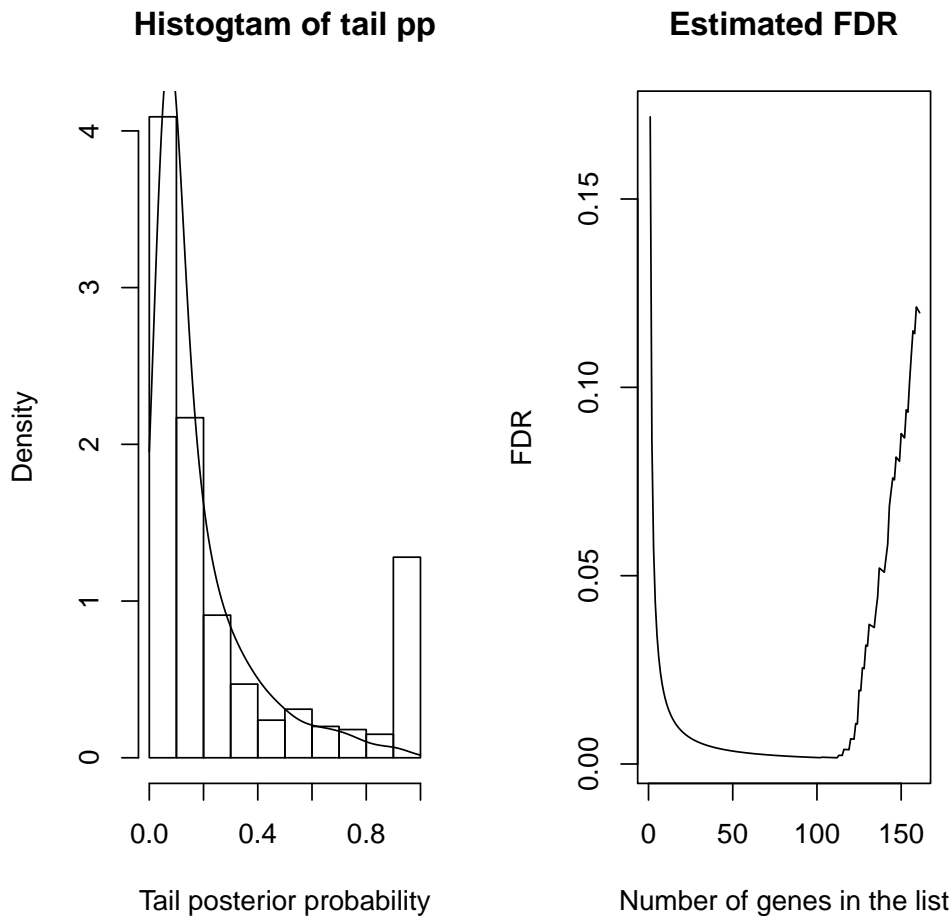 Histogtam of tail pp
Density
4
3
2
1
0
0.0 0.4 0.8
Tail posterior probability
Estimated FDR
FDR
0.15
0.10
0.05
0.00
0 50 100 150
Number of genes in the list